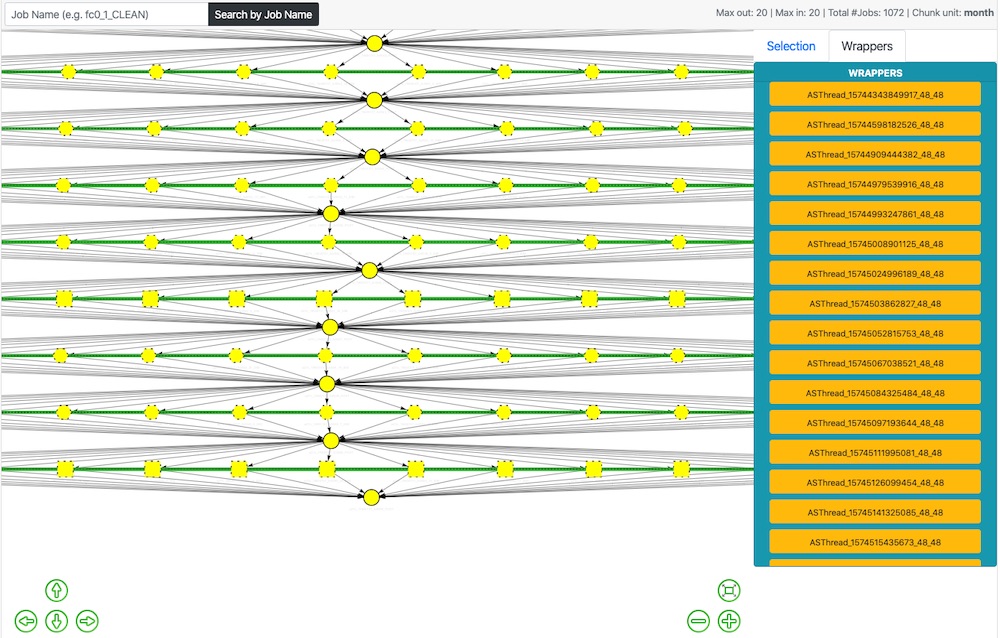 Job Name (e.g. fc0_1_CLEAN)
Search by Job Name
Max out: 20 | Max in: 20 | Total #Jobs: 1072 | Chunk unit: month
Selection
Wrappers
WRAPPERS
ASThread_15744343849917_48_48
ASThread_15744598182526_48_48
ASThread_15744909444382_48_48
ASThread_15744979539916_48_48
ASThread_15744993247861_48_48
ASThread_15745008901125_48_48
ASThread_15745024996189_48_48
ASThread_1574503862827_48_48
ASThread_15745052815753_48_48
ASThread_15745067038521_48_48
ASThread_15745084325484_48_48
ASThread_15745097193644_48_48
ASThread_15745111995081_48_48
ASThread_15745126099454_48_48
ASThread_15745141325085_48_48
ASThread_1574515435673_48_48